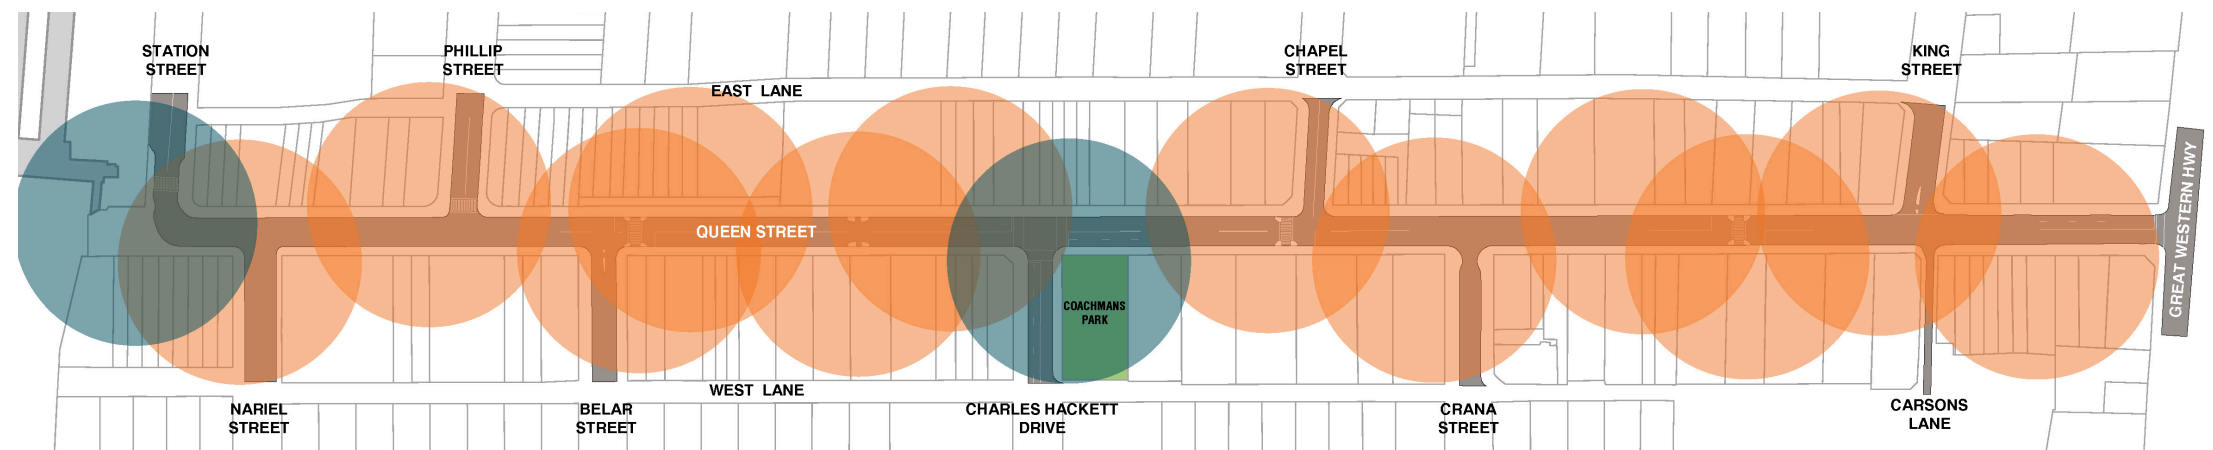 STATION
STREET
PHILLIP
STREET
CHAPEL
STREET
KING
STREET
EAST LANE
QUEEN STREET
GREAT WESTERN HWY
COACHMANS
PARK
WEST LANE
NARIEL
STREET
BELAR
STREET
CHARLES HACKETT
DRIVE
CRANA
STREET
CARSONS
LANE